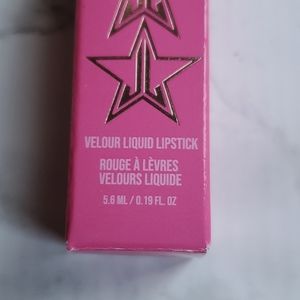 VELOUR LIQUID LIPSTICK
ROUGE À LÈVRES
VELOURS LIQUIDE
5.6 ML / 0.19 FL. OZ